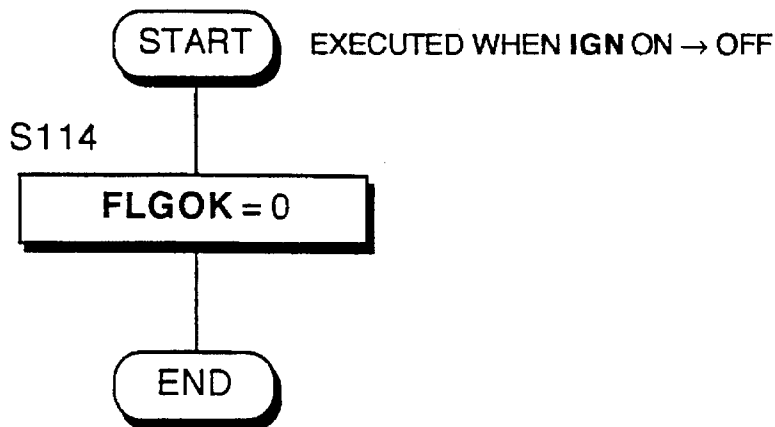 START EXECUTED WHEN IGN ON → OFF
S114
FLGOK = 0
END